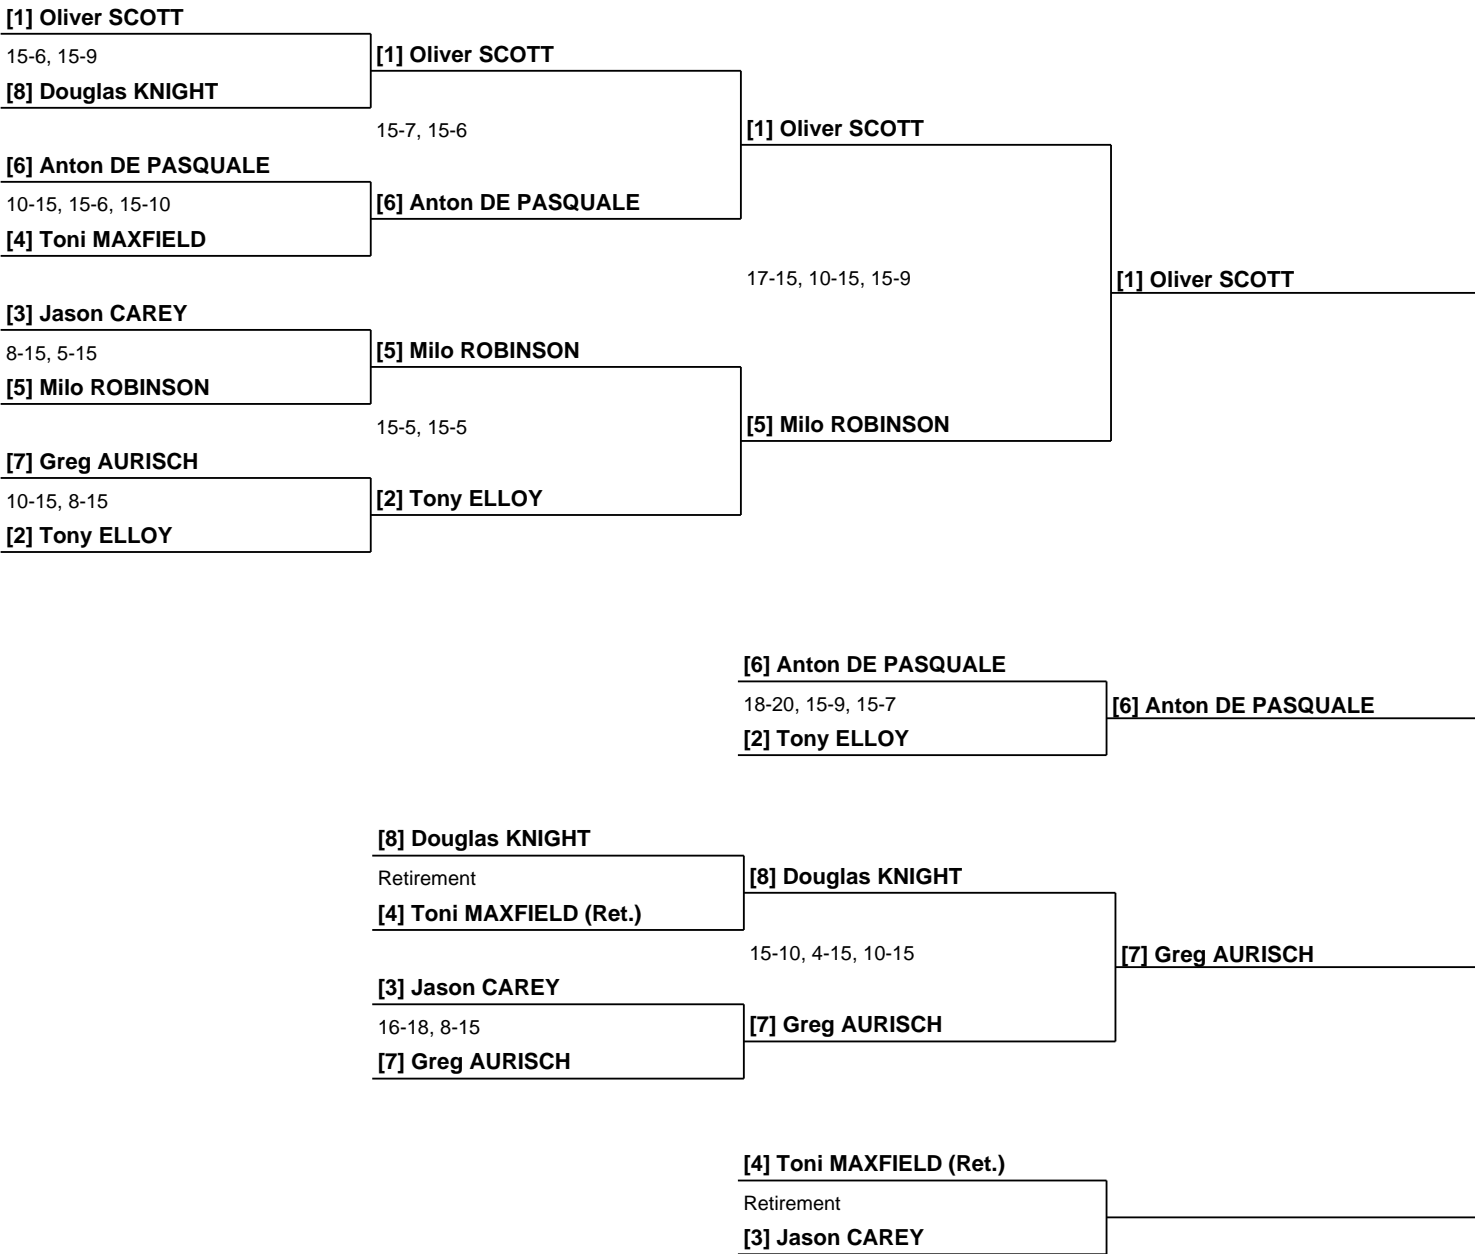 [1] Oliver SCOTT
15-6, 15-9
[1] Oliver SCOTT
[8] Douglas KNIGHT
15-7, 15-6
[1] Oliver SCOTT
[6] Anton DE PASQUALE
10-15, 15-6, 15-10
[6] Anton DE PASQUALE
[4] Toni MAXFIELD
17-15, 10-15, 15-9
[1] Oliver SCOTT
[3] Jason CAREY
8-15, 5-15
[5] Milo ROBINSON
[5] Milo ROBINSON
15-5, 15-5
[5] Milo ROBINSON
[7] Greg AURISCH
10-15, 8-15
[2] Tony ELLOY
[2] Tony ELLOY
[6] Anton DE PASQUALE
18-20, 15-9, 15-7
[6] Anton DE PASQUALE
[2] Tony ELLOY
[8] Douglas KNIGHT
Retirement
[8] Douglas KNIGHT
[4] Toni MAXFIELD (Ret.)
15-10, 4-15, 10-15
[7] Greg AURISCH
[3] Jason CAREY
16-18, 8-15
[7] Greg AURISCH
[7] Greg AURISCH
[4] Toni MAXFIELD (Ret.)
Retirement
[3] Jason CAREY